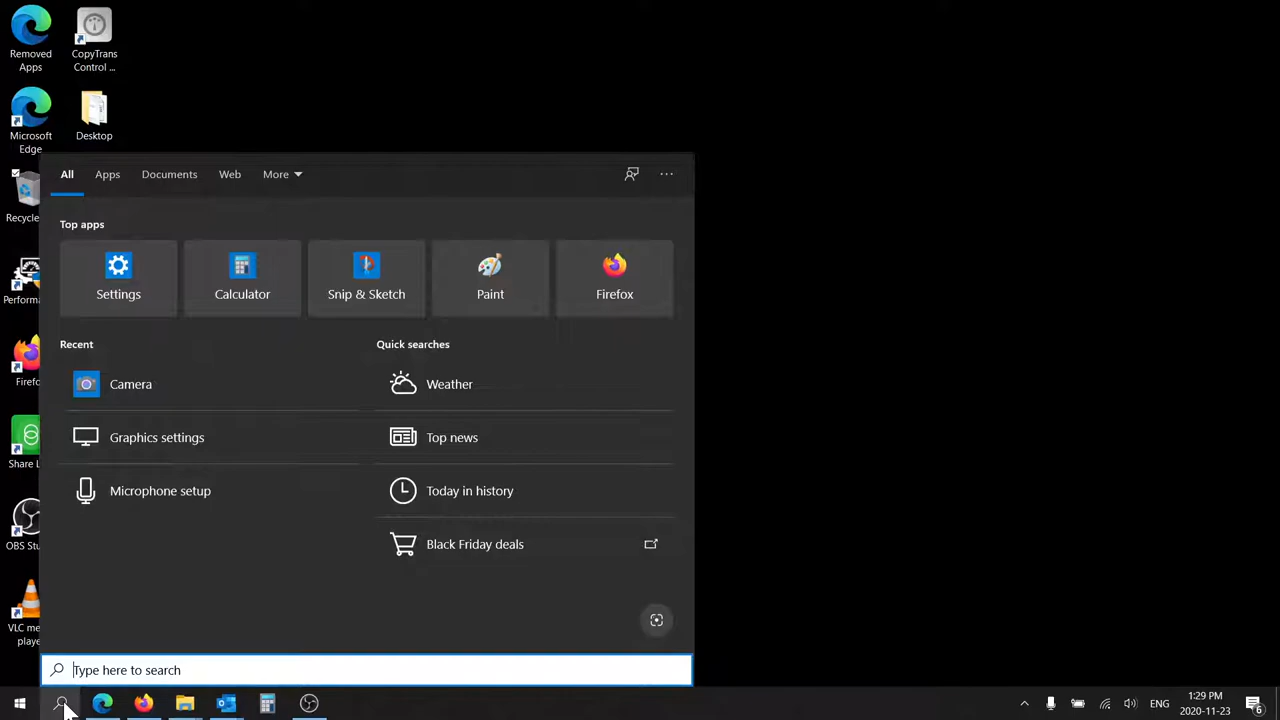 Removed
Apps
CopyTrans
Control ...
Microsoft
Edge
Desktop
Recycle
Performa
Firefo
Share L
OBS Stu
VLC me
playe
All
Apps
Documents
Web
More
Top apps
Settings
Calculator
Snip & Sketch
Paint
Firefox
Recent
Quick searches
Camera
Weather
Graphics settings
Top news
Microphone setup
Today in history
Black Friday deals
Type here to search
ENG
1:29 PM
2020-11-23
6